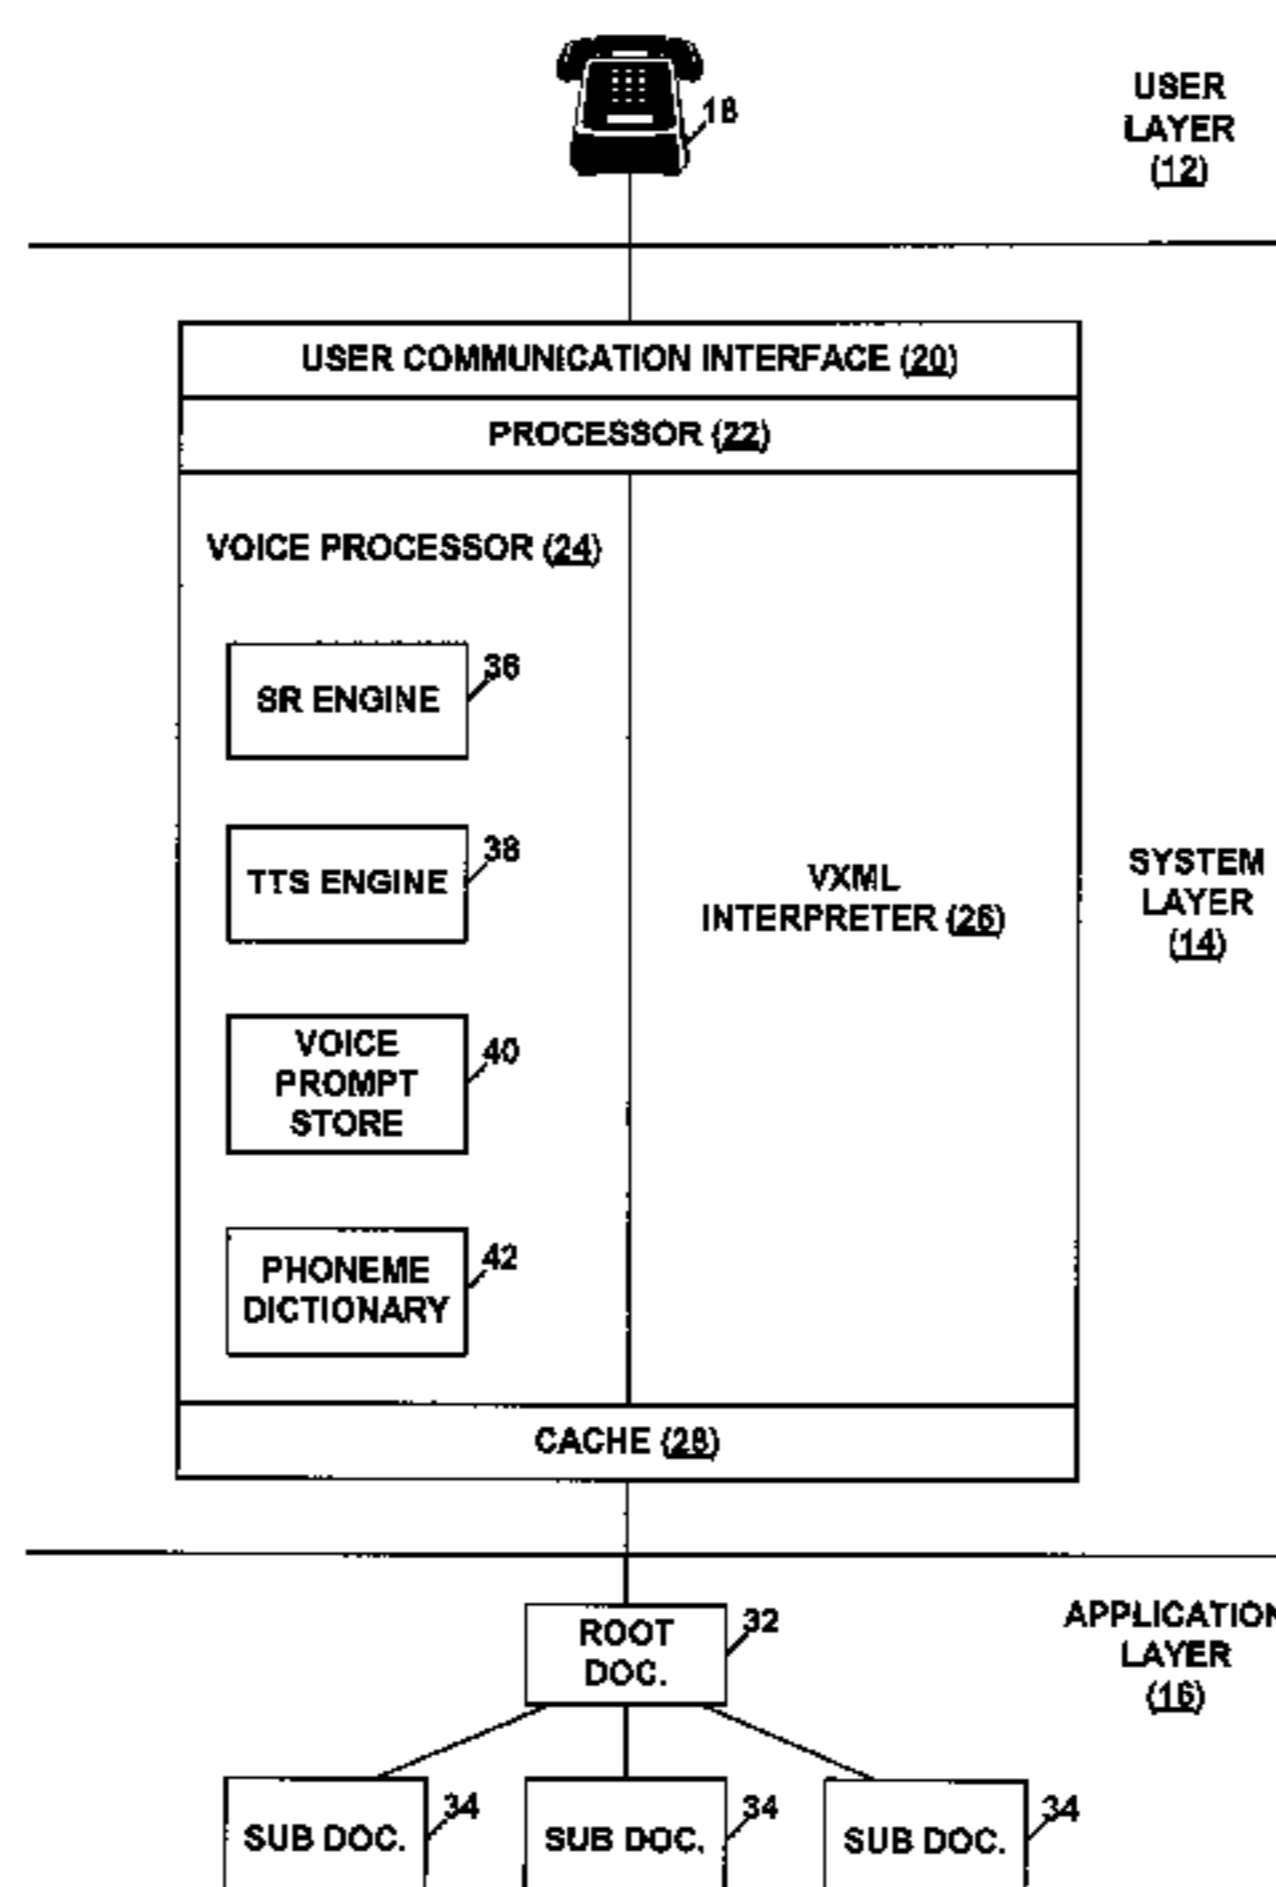 18
USER
LAYER
(12)
USER COMMUNICATION INTERFACE (20)
PROCESSOR (22)
VOICE PROCESSOR (24)
36
SR ENGINE
38
TTS ENGINE
40
VOICE
PROMPT
STORE
42
PHONEME
DICTIONARY
VXML
INTERPRETER (26)
SYSTEM
LAYER
(14)
CACHE (28)
32
ROOT
DOC.
APPLICATION
LAYER
(16)
34
SUB DOC.
34
SUB DOC.
34
SUB DOC.